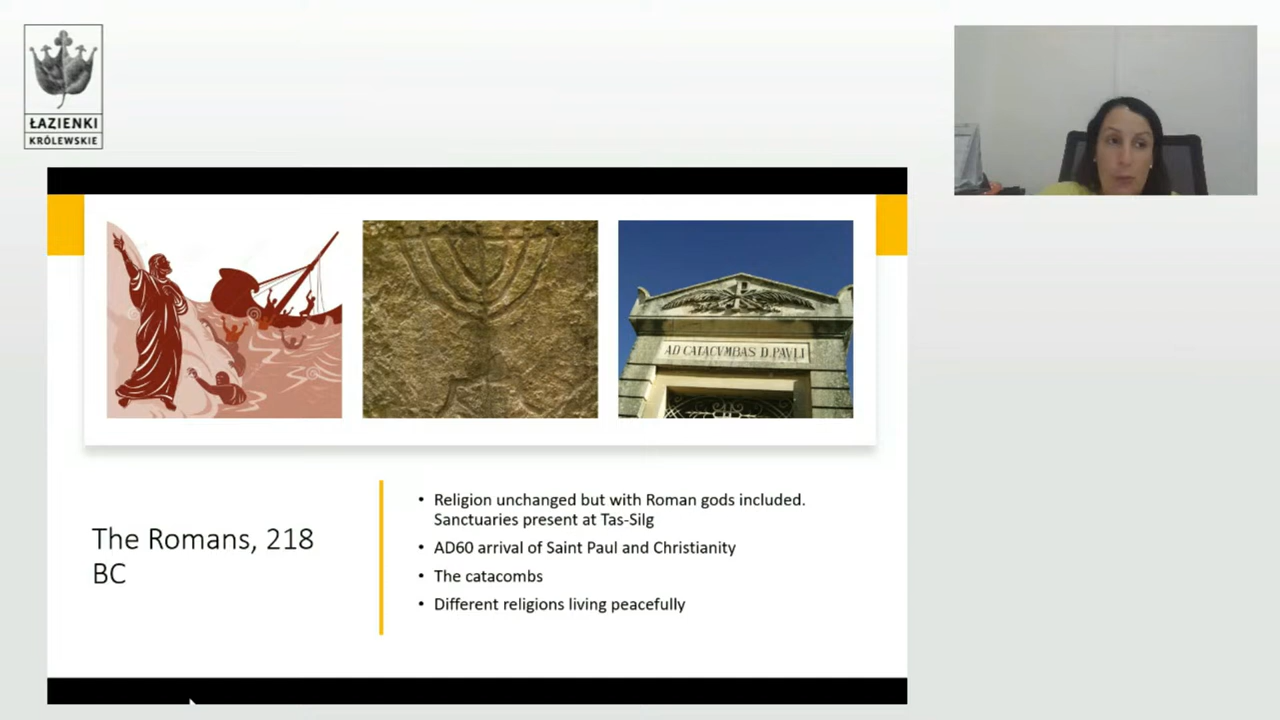 ŁAZIENKI
KRÓLEWSKIE
AD CATACVMBAS D. PAVLI
The Romans, 218
BC
• Religion unchanged but with Roman gods included.
Sanctuaries present at Tas-Silg
• AD60 arrival of Saint Paul and Christianity
• The catacombs
• Different religions living peacefully